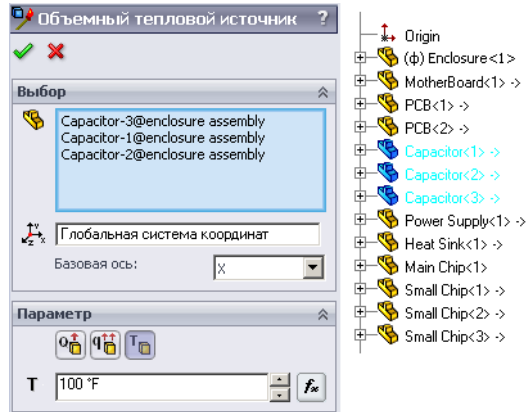 Объемный тепловой источник ?
Выбор
Capacitor-3@enclosure assembly
Capacitor-1@enclosure assembly
Capacitor-2@enclosure assembly
Глобальная система координат
Базовая ось: X
Параметр
T 100 °F
Origin
(ф) Enclosure<1>
MotherBoard<1> ->
PCB<1> ->
PCB<2> ->
Capacitor<1> ->
Capacitor<2> ->
Capacitor<3> ->
Power Supply<1> ->
Heat Sink<1> ->
Main Chip<1>
Small Chip<1> ->
Small Chip<2> ->
Small Chip<3> ->